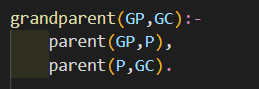 grandparent(GP,GC):-
    parent(GP,P),
    parent(P,GC).